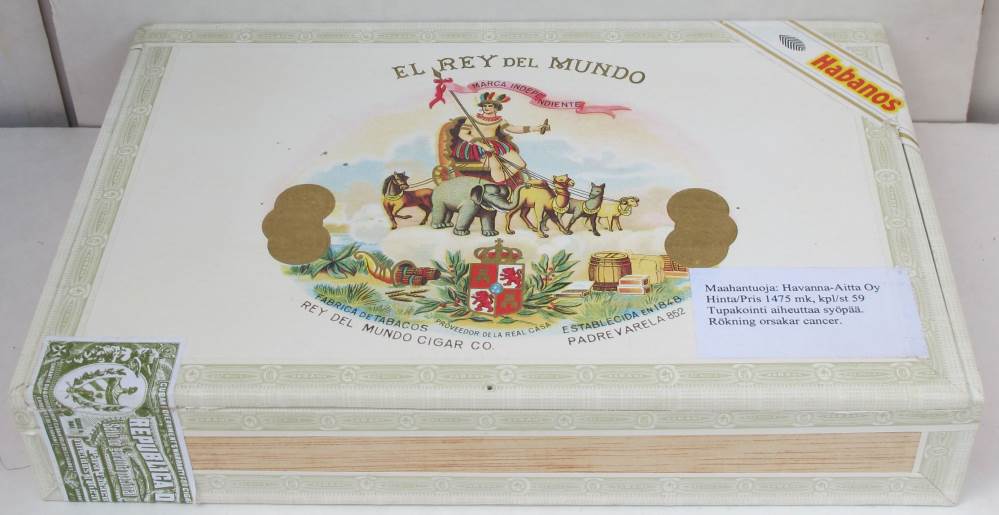 EL REY DEL MUNDO
Habanos
MARCA INDEPENDIENTE
FABRICA DE TABACOS
REY DEL MUNDO CIGAR CO.
PROVEEDOR DE LA REAL CASA
ESTABLECIDA EN 1848
PADRE VARELA 852
Maahantuoja: Havanna-Aitta Oy
Hinta/Pris 1475 mk, kpl/st 59
Tupakointi aiheuttaa syöpää.
Rökning orsakar cancer.
REPUBLICA D